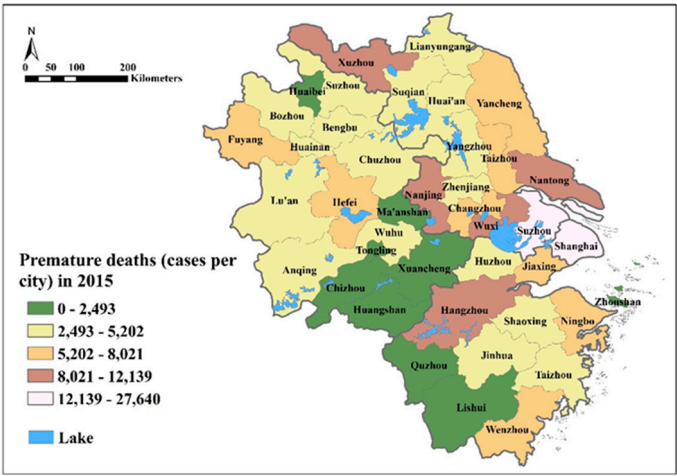 N
0 50 100 200
Kilometers
Lianyungang
Xuzhou
Huaibei
Suzhou
Suqian
Huai'an
Yancheng
Bozhou
Bengbu
Fuyang
Huainan
Yangzhou
Taizhou
Chuzhou
Nantong
Lu'an
Hefei
Nanjing
Zhenjiang
Ma'anshan
Changzhou
Wuxi
Suzhou
Shanghai
Wuhu
Tongling
Xuancheng
Huzhou
Jiaxing
Anqing
Chizhou
Huangshan
Hangzhou
Zhoushan
Shaoxing
Ningbo
Jinhua
Quzhou
Taizhou
Lishui
Wenzhou
Premature deaths (cases per
city) in 2015
0 - 2,493
2,493 - 5,202
5,202 - 8,021
8,021 - 12,139
12,139 - 27,640
Lake